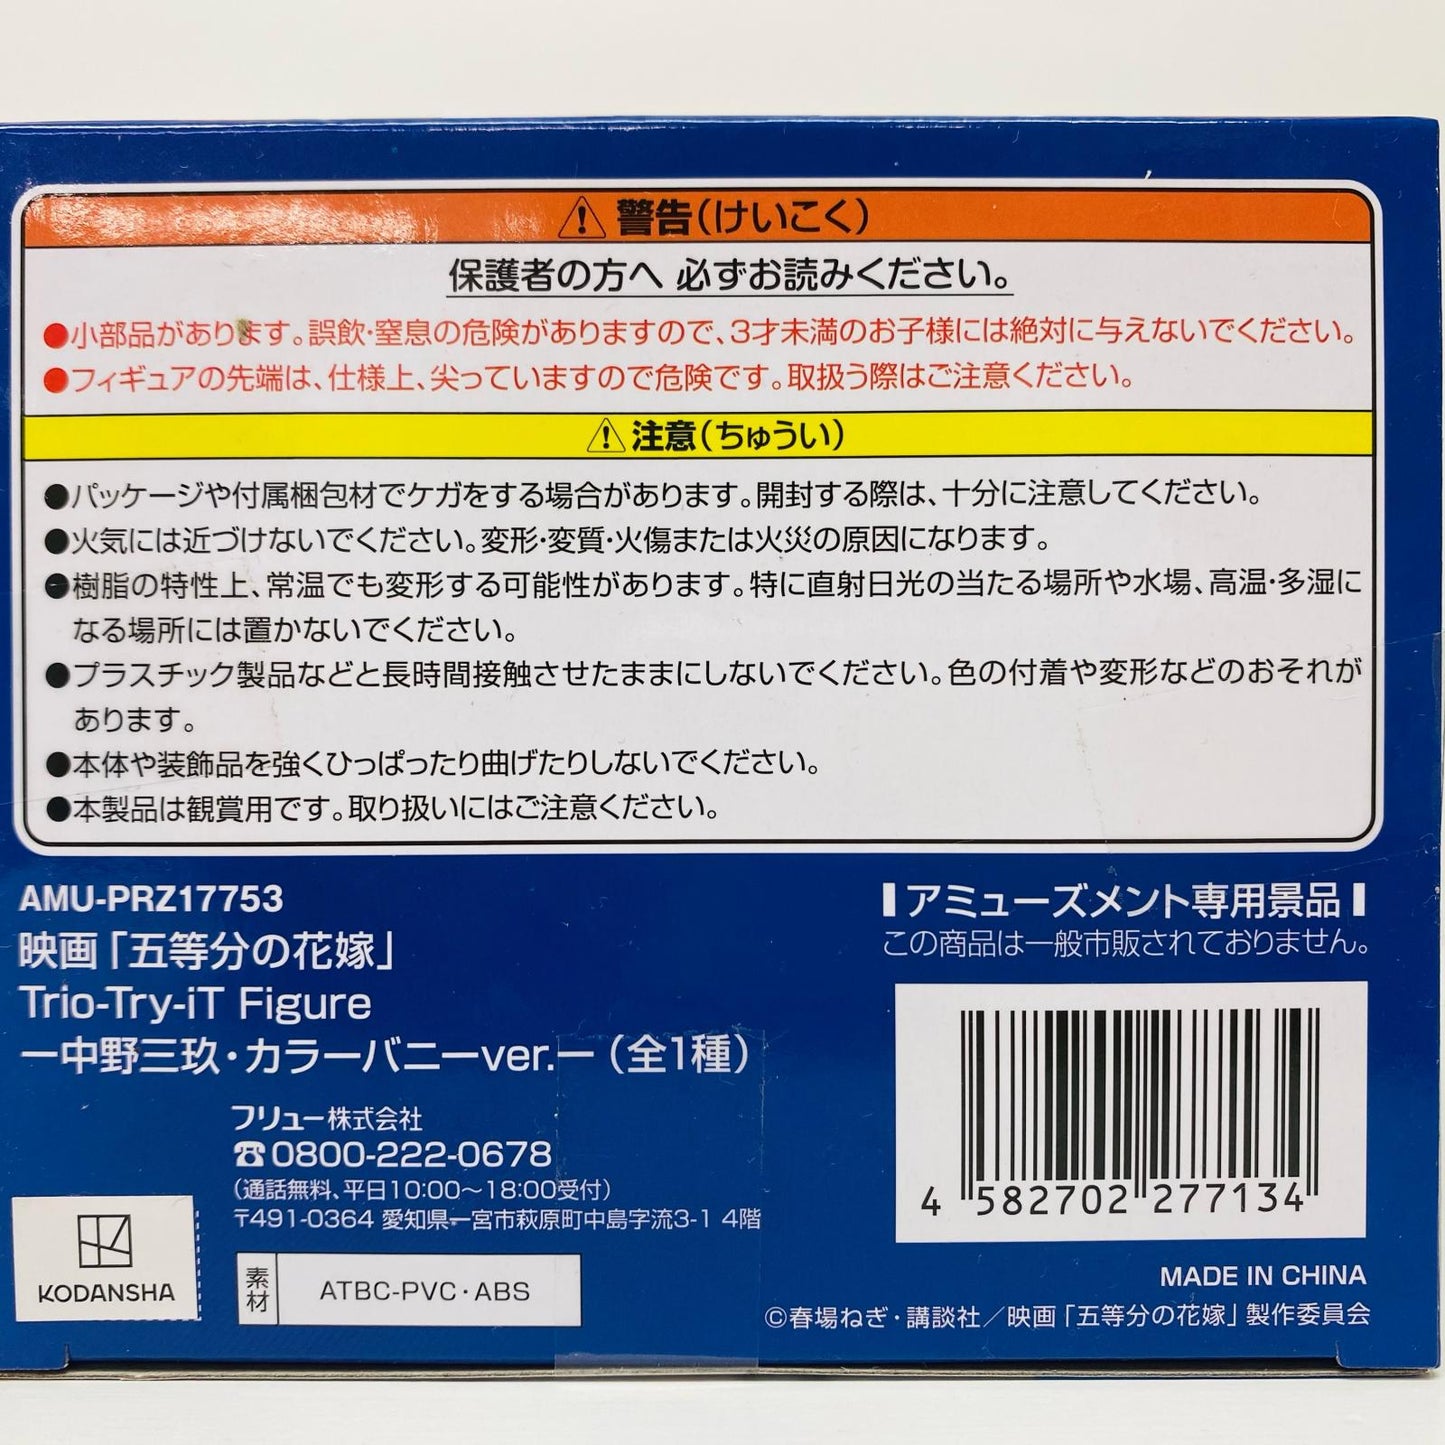 ⚠警告(けいこく)
保護者の方へ 必ずお読みください。
●小部品があります。誤飲・窒息の危険がありますので、3才未満のお子様には絶対に与えないでください。
●フィギュアの先端は、仕様上、尖っていますので危険です。取扱う際はご注意ください。
⚠注意(ちゅうい)
●パッケージや付属梱包材でケガをする場合があります。開封する際は、十分に注意してください。
●火気には近づけないでください。変形・変質・火傷または火災の原因になります。
●樹脂の特性上、常温でも変形する可能性があります。特に直射日光の当たる場所や水場、高温・多湿に
なる場所には置かないでください。
●プラスチック製品などと長時間接触させたままにしないでください。色の付着や変形などのおそれが
あります。
●本体や装飾品を強くひっぱったり曲げたりしないでください。
●本製品は観賞用です。取り扱いにはご注意ください。
AMU-PRZ17753
映画「五等分の花嫁」
Trio-Try-iT Figure
ー中野三玖・カラーバニーver.ー(全1種)
フリュー株式会社
☎0800-222-0678
(通話無料、平日10:00～18:00受付)
〒491-0364 愛知県一宮市萩原町中島字流3-1 4階
KODANSHA
素材 ATBC-PVC・ABS
アミューズメント専用景品
この商品は一般市販されておりません。
4 582702 277134
MADE IN CHINA
©春場ねぎ・講談社／映画「五等分の花嫁」製作委員会